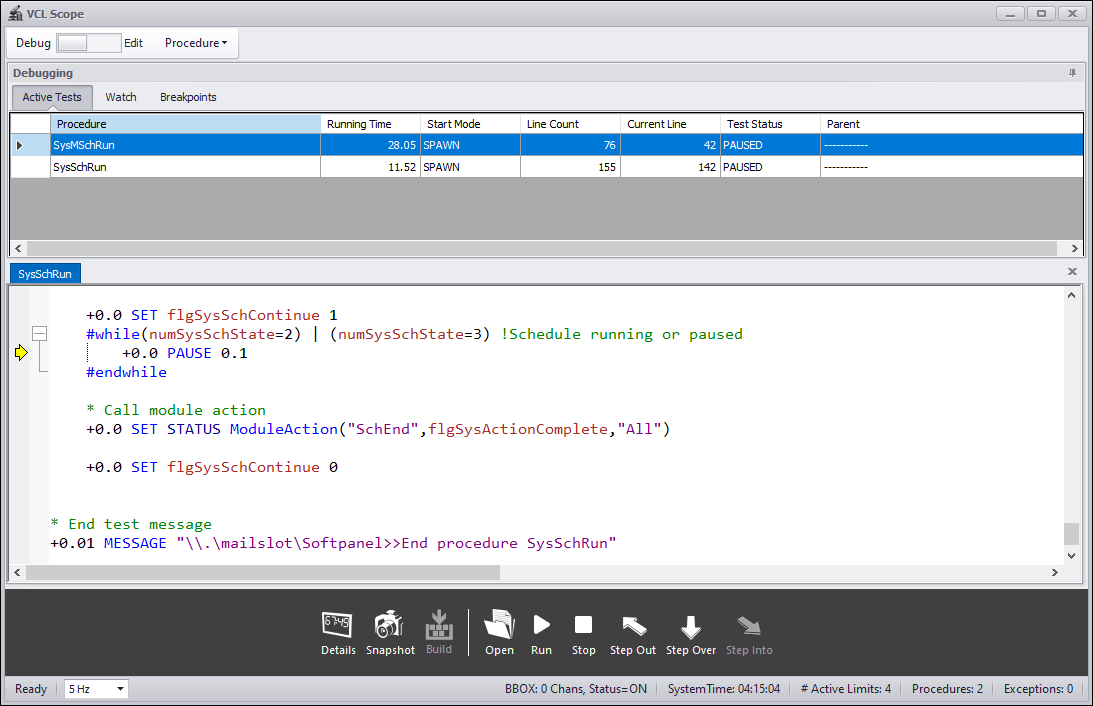 VCL Scope
Debug Edit Procedure
Debugging
Active Tests Watch Breakpoints
Procedure Running Time Start Mode Line Count Current Line Test Status Parent
SysMSchRun 28.05 SPAWN 76 42 PAUSED -----------
SysSchRun 11.52 SPAWN 155 142 PAUSED -----------
SysSchRun
+0.0 SET flgSysSchContinue 1
#while(numSysSchState=2) | (numSysSchState=3) !Schedule running or paused
+0.0 PAUSE 0.1
#endwhile
* Call module action
+0.0 SET STATUS ModuleAction("SchEnd",flgSysActionComplete,"All")
+0.0 SET flgSysSchContinue 0
* End test message
+0.01 MESSAGE "\\.\mailslot\Softpanel>>End procedure SysSchRun"
67.49
Details Snapshot Build Open Run Stop Step Out Step Over Step Into
Ready 5 Hz BBOX: 0 Chans, Status=ON SystemTime: 04:15:04 # Active Limits: 4 Procedures: 2 Exceptions: 0